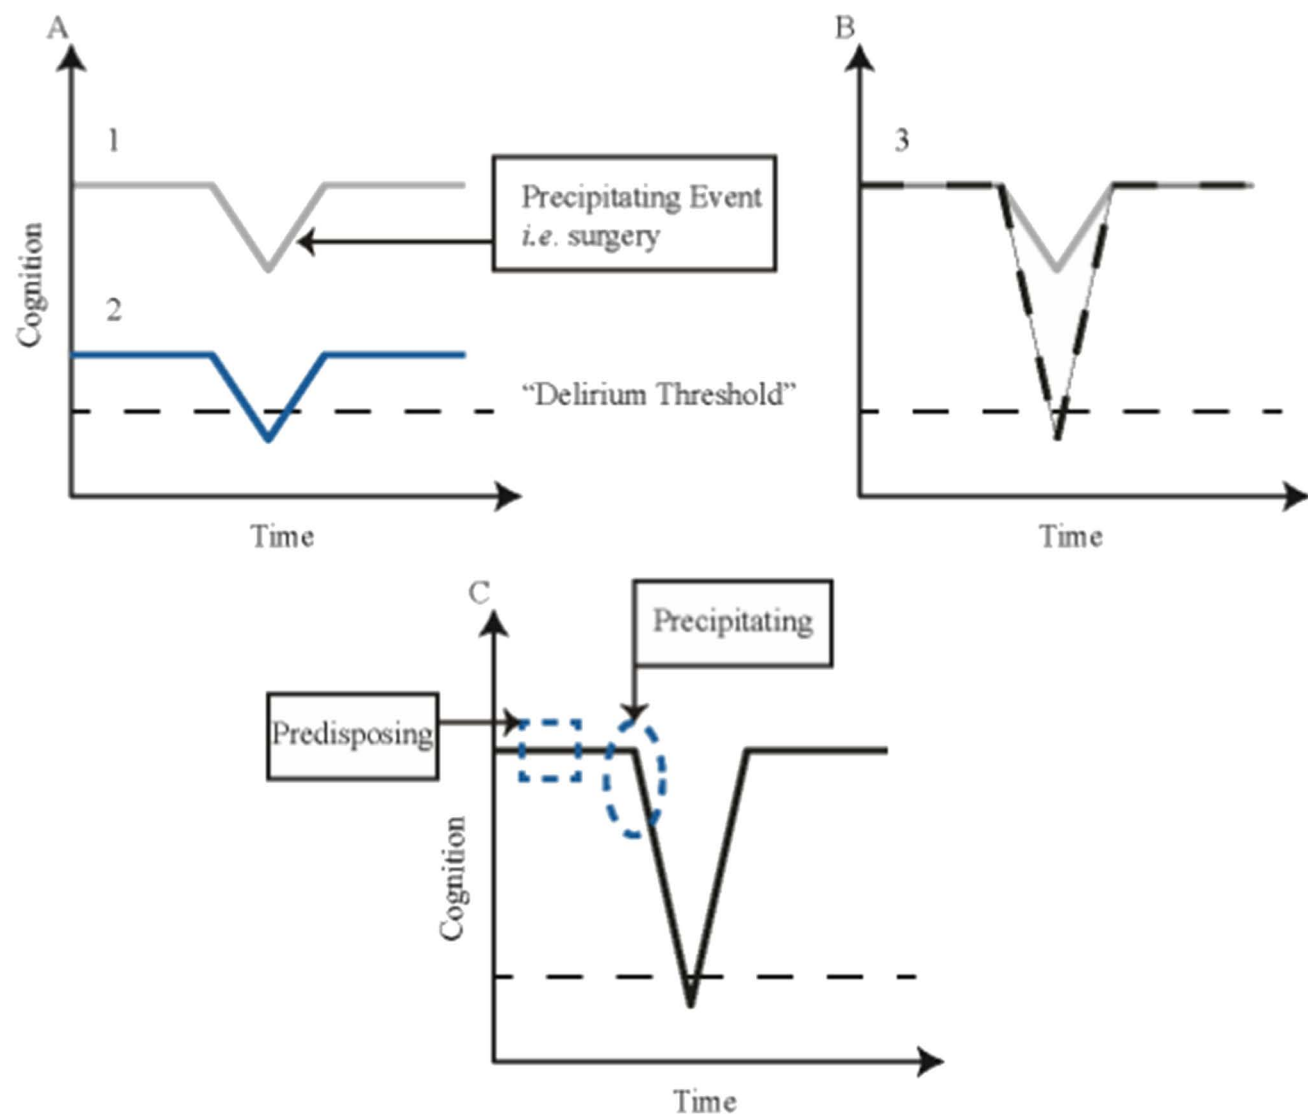 A
1
Precipitating Event
i.e. surgery
Cognition
2
“Delirium Threshold”
Time
B
3
Time
C
Precipitating
Predisposing
Cognition
Time